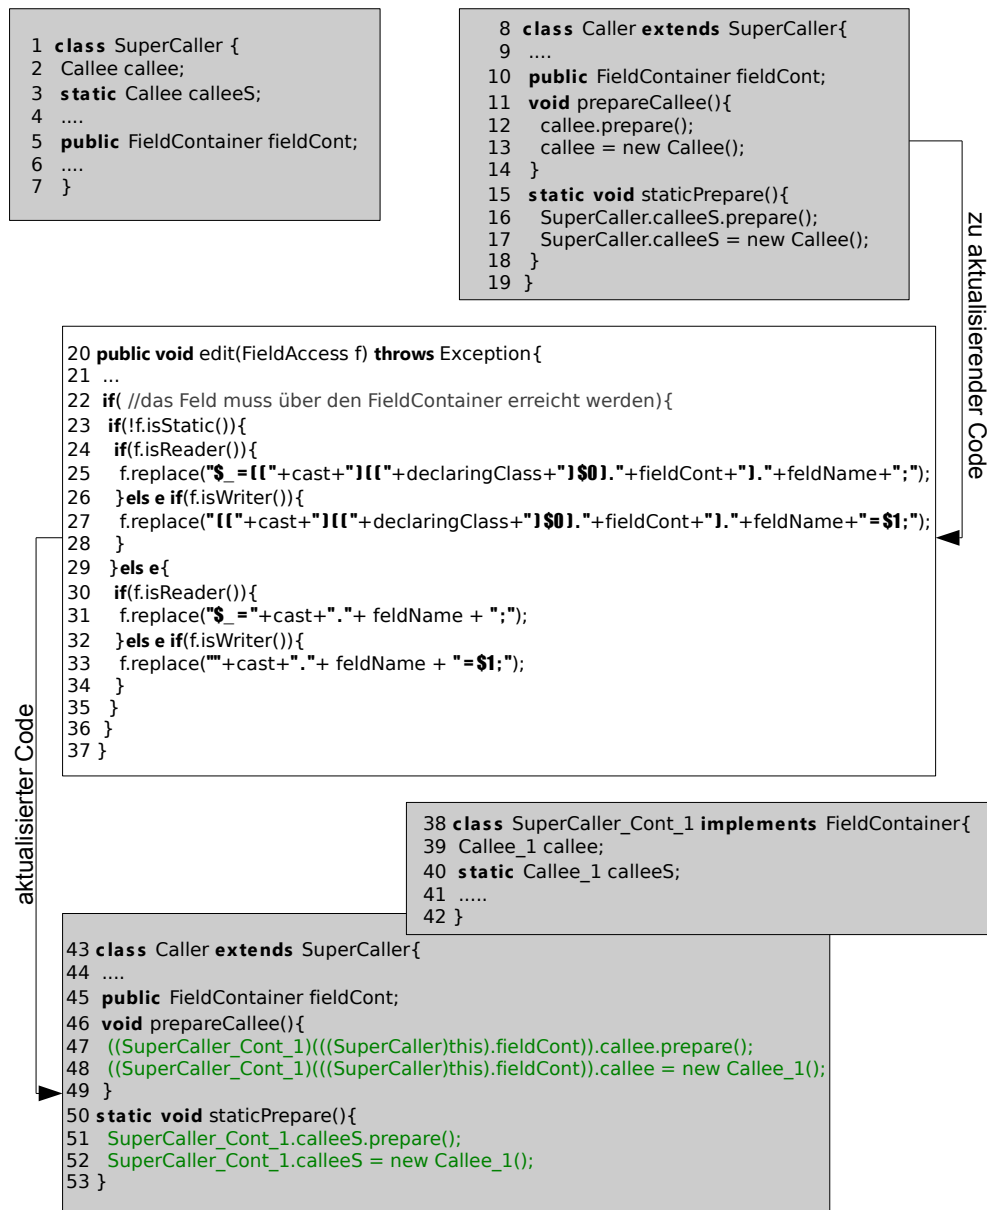 1 class SuperCaller {
2 Callee callee;
3 static Callee calleeS;
4 ....
5 public FieldContainer fieldCont;
6 ....
7 }
8 class Caller extends SuperCaller{
9 ....
10 public FieldContainer fieldCont;
11 void prepareCallee(){
12 callee.prepare();
13 callee = new Callee();
14 }
15 static void staticPrepare(){
16 SuperCaller.calleeS.prepare();
17 SuperCaller.calleeS = new Callee();
18 }
19 }
zu aktualisierender Code
20 public void edit(FieldAccess f) throws Exception{
21 ...
22 if( //das Feld muss über den FieldContainer erreicht werden){
23 if(!f.isStatic()){
24 if(f.isReader()){
25 f.replace("$_=(("+cast+")(("+declaringClass+")$0)."+fieldCont+")."+feldName+";");
26 }else if(f.isWriter()){
27 f.replace("(("+cast+")(("+declaringClass+")$0)."+fieldCont+")."+feldName+"=$1;");
28 }
29 }else{
30 if(f.isReader()){
31 f.replace("$_="+cast+"."+ feldName + ";");
32 }else if(f.isWriter()){
33 f.replace(""+cast+"."+ feldName + "=$1;");
34 }
35 }
36 }
37 }
aktualisierter Code
38 class SuperCaller_Cont_1 implements FieldContainer{
39 Callee_1 callee;
40 static Callee_1 calleeS;
41 .....
42 }
43 class Caller extends SuperCaller{
44 ....
45 public FieldContainer fieldCont;
46 void prepareCallee(){
47 ((SuperCaller_Cont_1)(((SuperCaller)this).fieldCont)).callee.prepare();
48 ((SuperCaller_Cont_1)(((SuperCaller)this).fieldCont)).callee = new Callee_1();
49 }
50 static void staticPrepare(){
51 SuperCaller_Cont_1.calleeS.prepare();
52 SuperCaller_Cont_1.calleeS = new Callee_1();
53 }